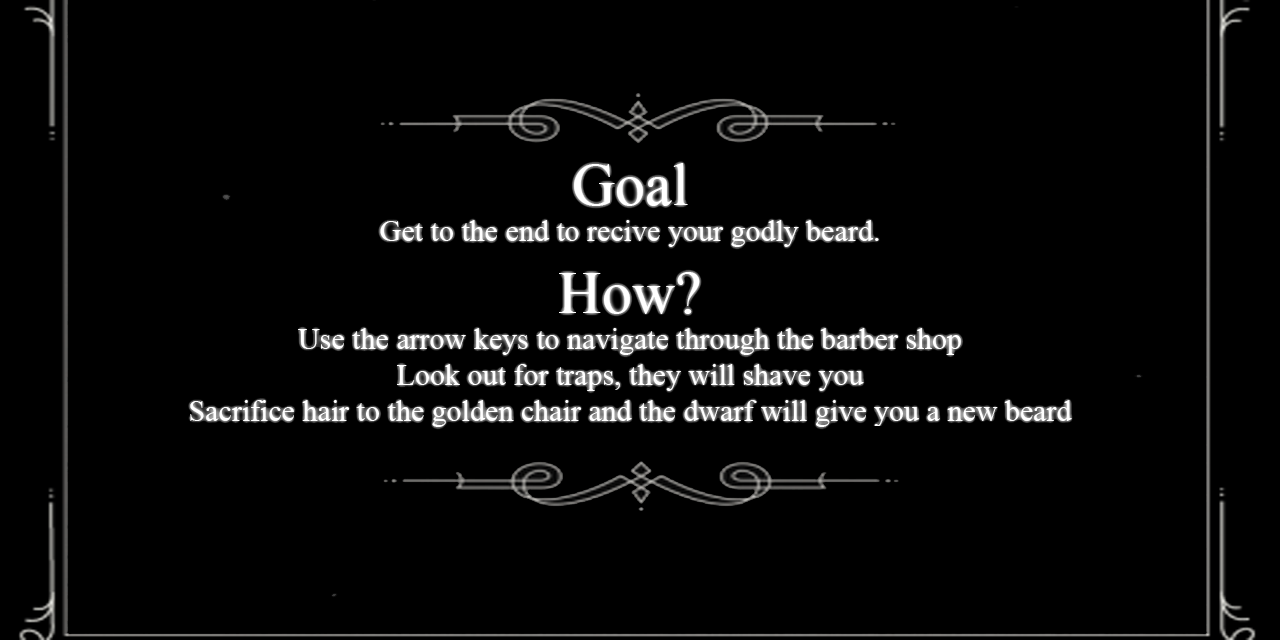 Goal
Get to the end to recive your godly beard.
How?
Use the arrow keys to navigate through the barber shop
Look out for traps, they will shave you
Sacrifice hair to the golden chair and the dwarf will give you a new beard